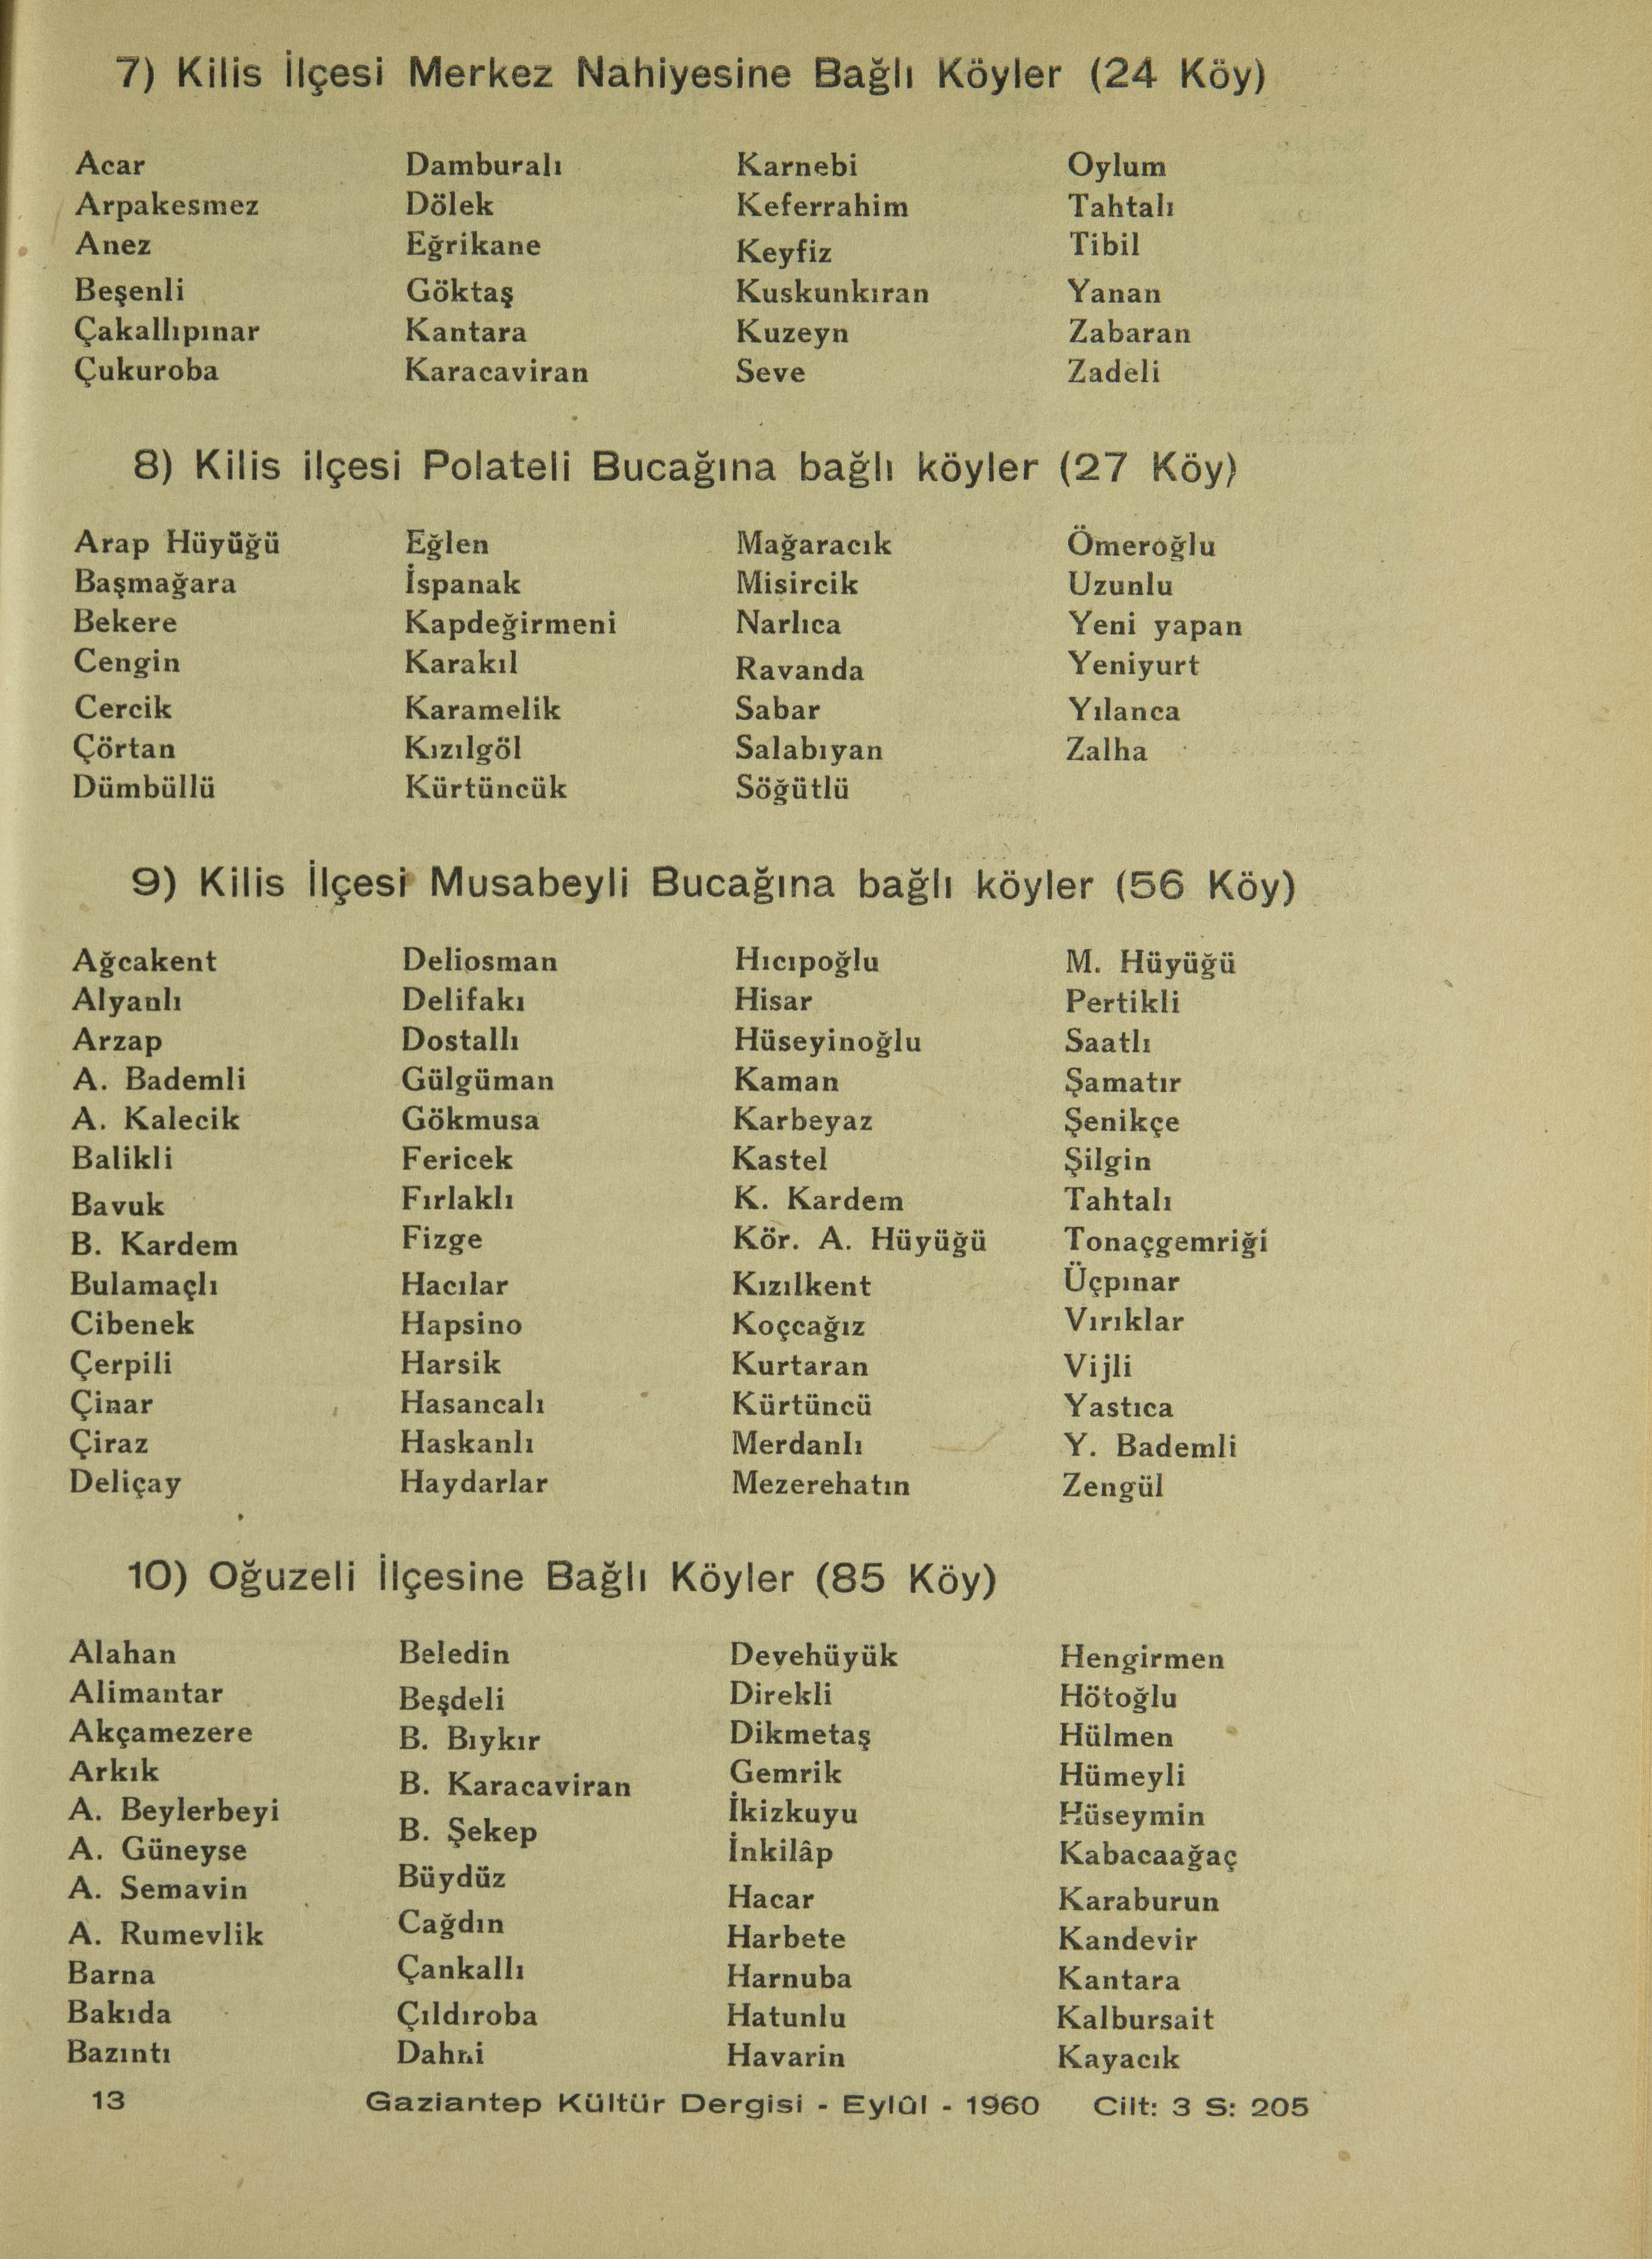 7) Kilis İlçesi Merkez Nahiyesine Bağlı Köyler (24 Köy)
Acar Damburalı Karnebi Oylum
Arpakesmez Dölek Keferrahim Tahtalı
Anez Eğrikane Keyfiz Tibil
Beşenli Göktaş Kuskunkıran Yanan
Çakallıpınar Kantara Kuzeyn Zabaran
Çukuroba Karacaviran Seve Zadeli
8) Kilis ilçesi Polateli Bucağına bağlı köyler (27 Köy)
Arap Hüyüğü Eğlen Mağaracık Ömeroğlu
Başmağara İspanak Misircik Uzunlu
Bekere Kapdeğirmeni Narlıca Yeni yapan
Cengin Karakıl Ravanda Yeniyurt
Cercik Karamelik Sabar Yılanca
Çörtan Kızılgöl Salabıyan Zalha
Dümbüllü Kürtüncük Söğütlü
9) Kilis İlçesi Musabeyli Bucağına bağlı köyler (56 Köy)
Ağcakent Deliosman Hıcıpoğlu M. Hüyüğü
Alyanlı Delifakı Hisar Pertikli
Arzap Dostallı Hüseyinoğlu Saatlı
A. Bademli Gülgüman Kaman Şamatır
A. Kalecik Gökmusa Karbeyaz Şenikçe
Balikli Fericek Kastel Şilgin
Bavuk Fırlaklı K. Kardem Tahtalı
B. Kardem Fizge Kör. A. Hüyüğü Tonaçgemriği
Bulamaçlı Hacılar Kızılkent Üçpınar
Cibenek Hapsino Koçcağız Vırıklar
Çerpili Harsik Kurtaran Vijli
Çinar Hasancalı Kürtüncü Yastıca
Çiraz Haskanlı Merdanlı Y. Bademli
Deliçay Haydarlar Mezerehatın Zengül
10) Oğuzeli İlçesine Bağlı Köyler (85 Köy)
Alahan Beledin Devehüyük Hengirmen
Alimantar Beşdeli Direkli Hötoğlu
Akçamezere B. Bıykır Dikmetaş Hülmen
Arkık B. Karacaviran Gemrik Hümeyli
A. Beylerbeyi B. Şekep İkizkuyu Hüseymin
A. Güneyse Büydüz İnkilâp Kabacaağaç
A. Semavin Cağdın Hacar Karaburun
A. Rumevlik Çankallı Harbete Kandevir
Barna Çıldıroba Harnuba Kantara
Bakıda Dahni Hatunlu Kalbursait
Bazıntı Havarin Kayacık
13 Gaziantep Kültür Dergisi - Eylûl - 1960 Cilt: 3 S: 205